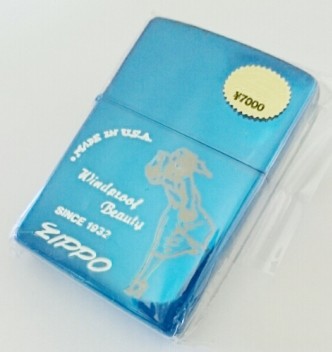 ¥7000
• MADE IN U.S.A.
Windproof
Beauty
SINCE 1932
ZIPPO